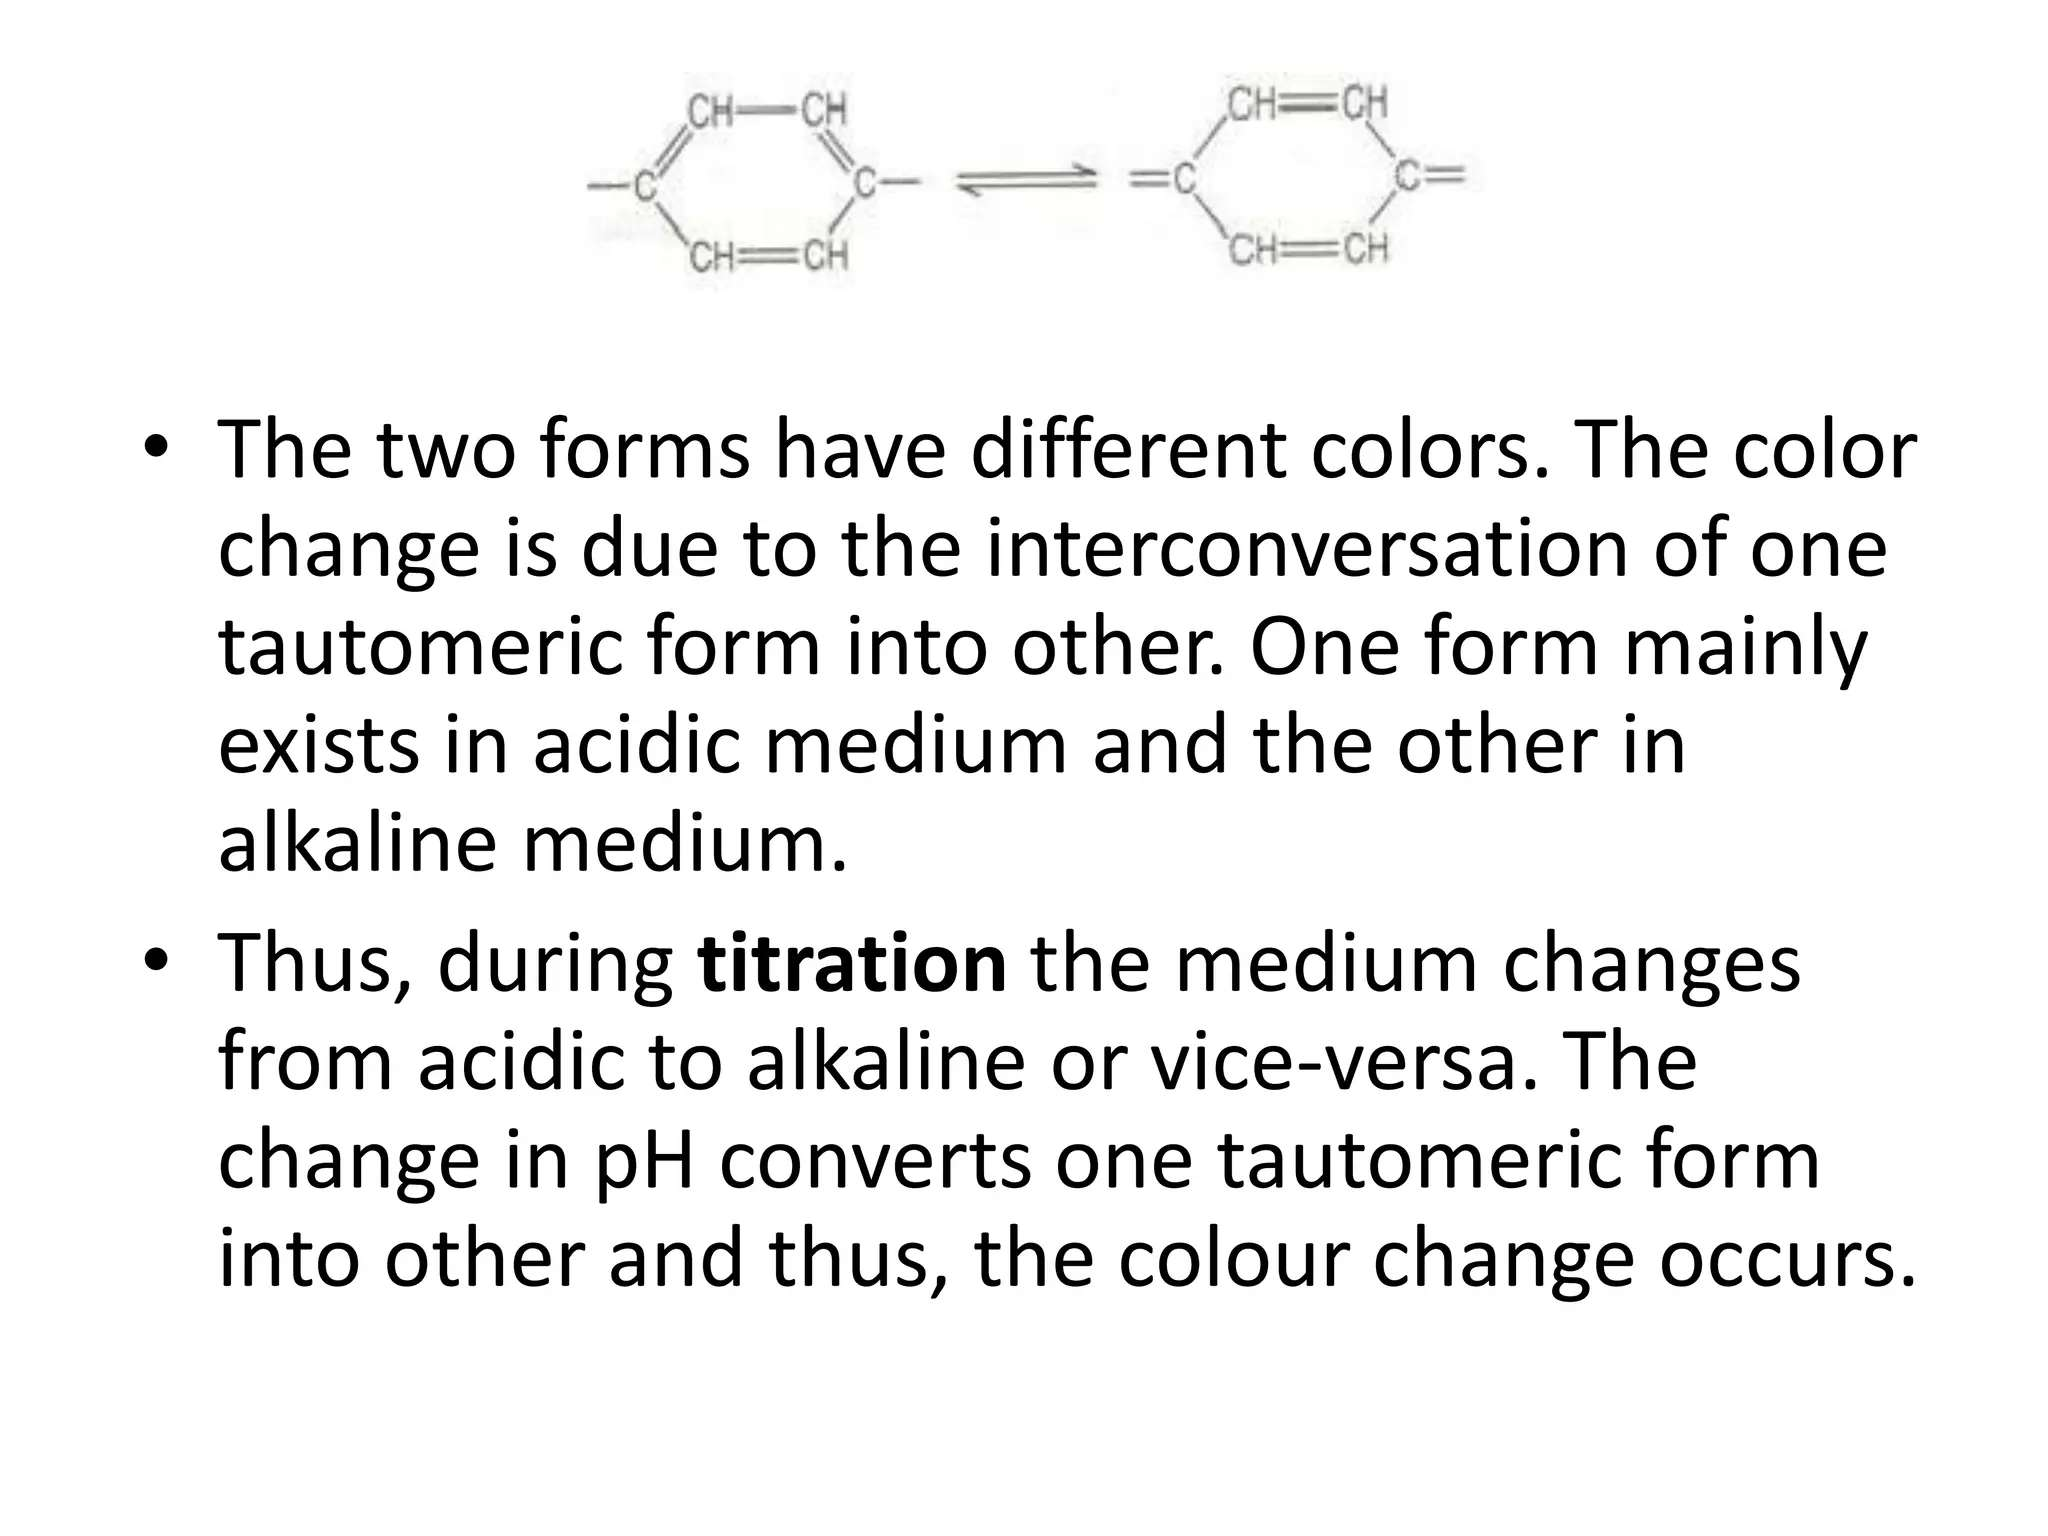 CH—CH CH=CH
—C C— =C C=
CH=CH CH=CH
• The two forms have different colors. The color
change is due to the interconversation of one
tautomeric form into other. One form mainly
exists in acidic medium and the other in
alkaline medium.
• Thus, during titration the medium changes
from acidic to alkaline or vice-versa. The
change in pH converts one tautomeric form
into other and thus, the colour change occurs.